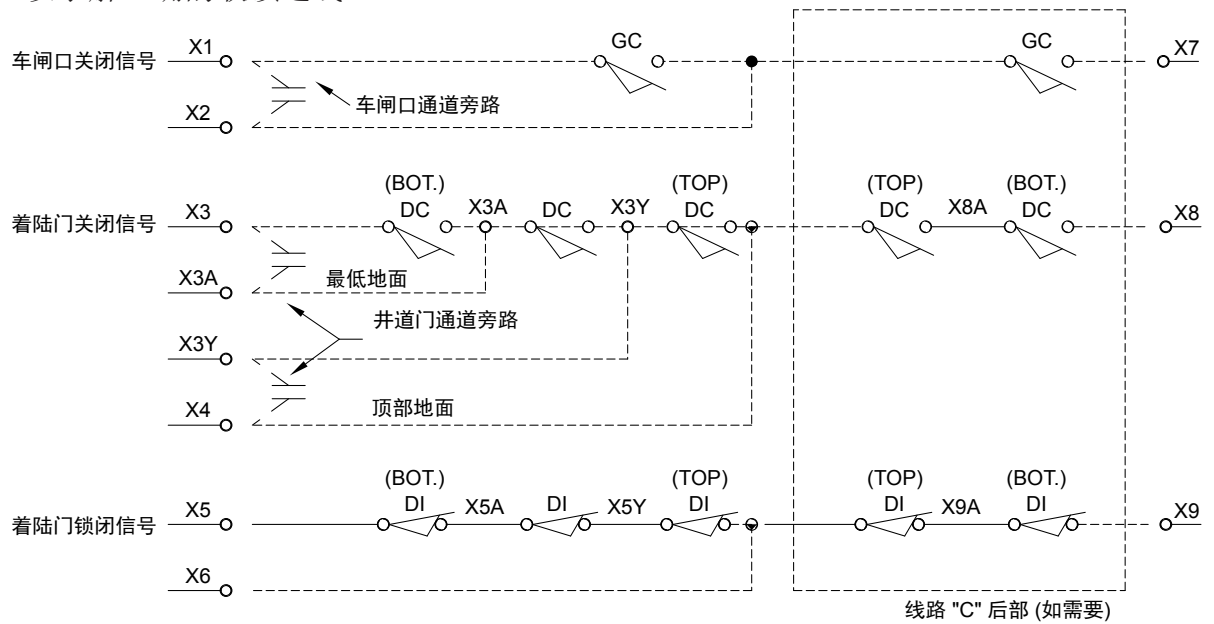 GC
GC
车闸口关闭信号
X1
X7
车闸口通道旁路
X2
(BOT.)
(TOP)
(TOP)
(BOT.)
着陆门关闭信号
X3
DC
X3A
DC
X3Y
DC
DC
X8A
DC
X8
X3A
最低地面
井道门通道旁路
X3Y
X4
顶部地面
(BOT.)
(TOP)
(TOP)
(BOT.)
着陆门锁闭信号
X5
DI
X5A
DI
X5Y
DI
DI
X9A
DI
X9
X6
线路 "C" 后部 (如需要)